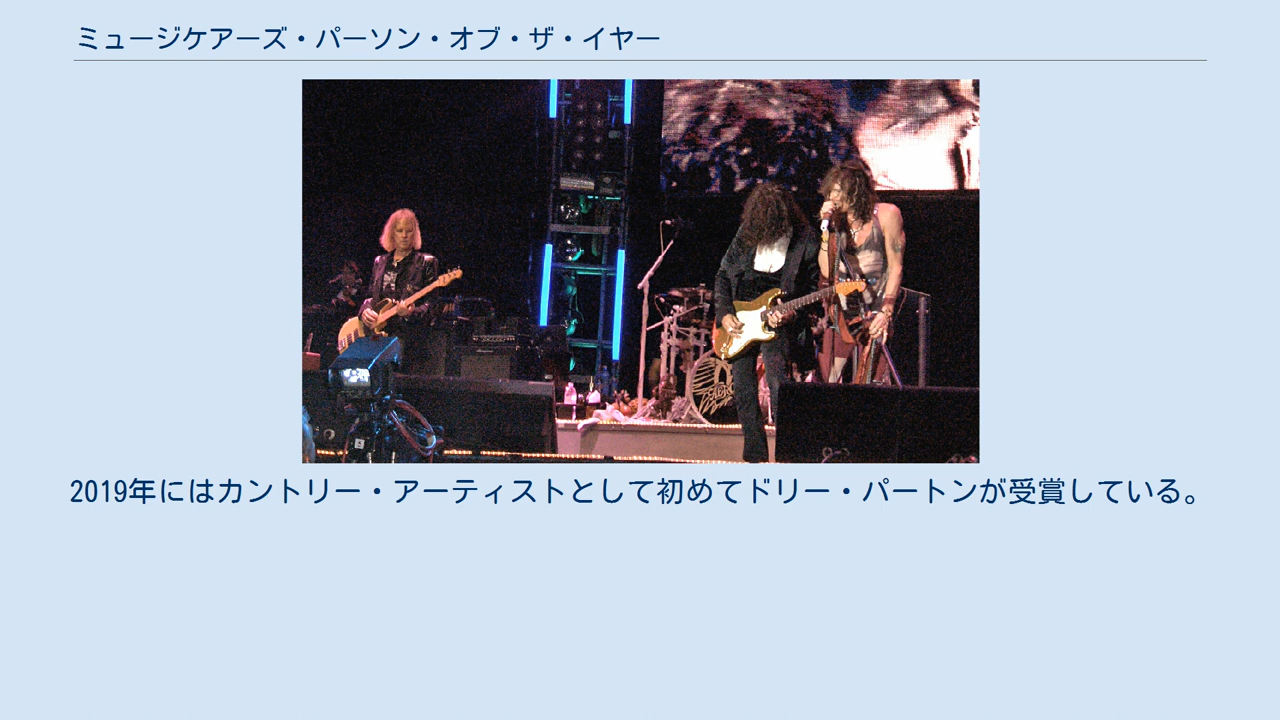 ミュージケアーズ・パーソン・オブ・ザ・イヤー
2019年にはカントリー・アーティストとして初めてドリー・パートンが受賞している。